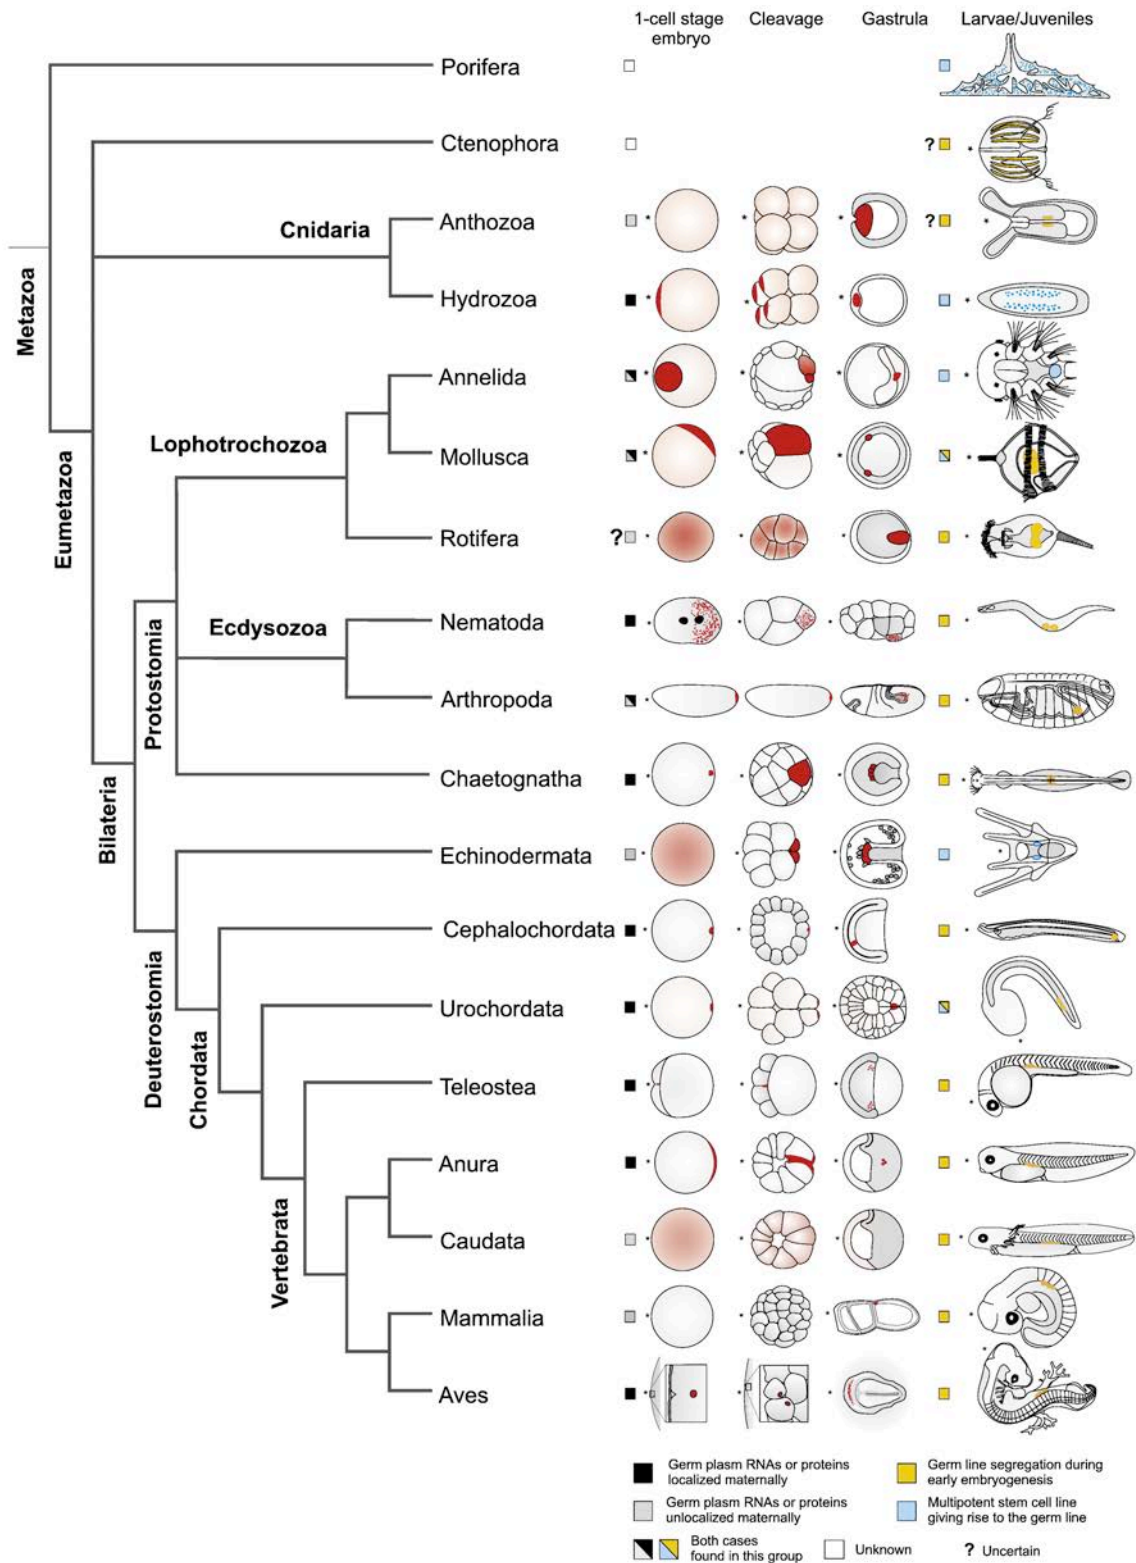 1-cell stage
embryo
Cleavage
Gastrula
Larvae/Juveniles
Porifera
Ctenophora
?
Cnidaria
Anthozoa
?
Hydrozoa
Metazoa
Annelida
Lophotrochozoa
Mollusca
Eumetazoa
Rotifera
?
Ecdysozoa
Nematoda
Protostomia
Arthropoda
Chaetognatha
Bilateria
Echinodermata
Cephalochordata
Deuterostomia
Urochordata
Chordata
Teleostea
Anura
Vertebrata
Caudata
Mammalia
Aves
Germ plasm RNAs or proteins
localized maternally
Germ line segregation during
early embryogenesis
Germ plasm RNAs or proteins
unlocalized maternally
Multipotent stem cell line
giving rise to the germ line
Both cases
found in this group
Unknown
? Uncertain